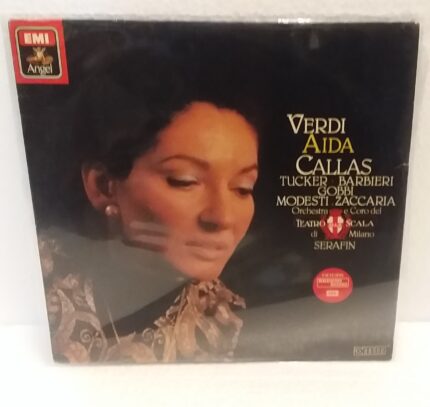 EMI
Angel
VERDI
AIDA
CALLAS
TUCKER BARBIERI
GOBBI
MODESTI ZACCARIA
Orchestra e Coro del
TEATRO SCALA
di Milano
SERAFIN